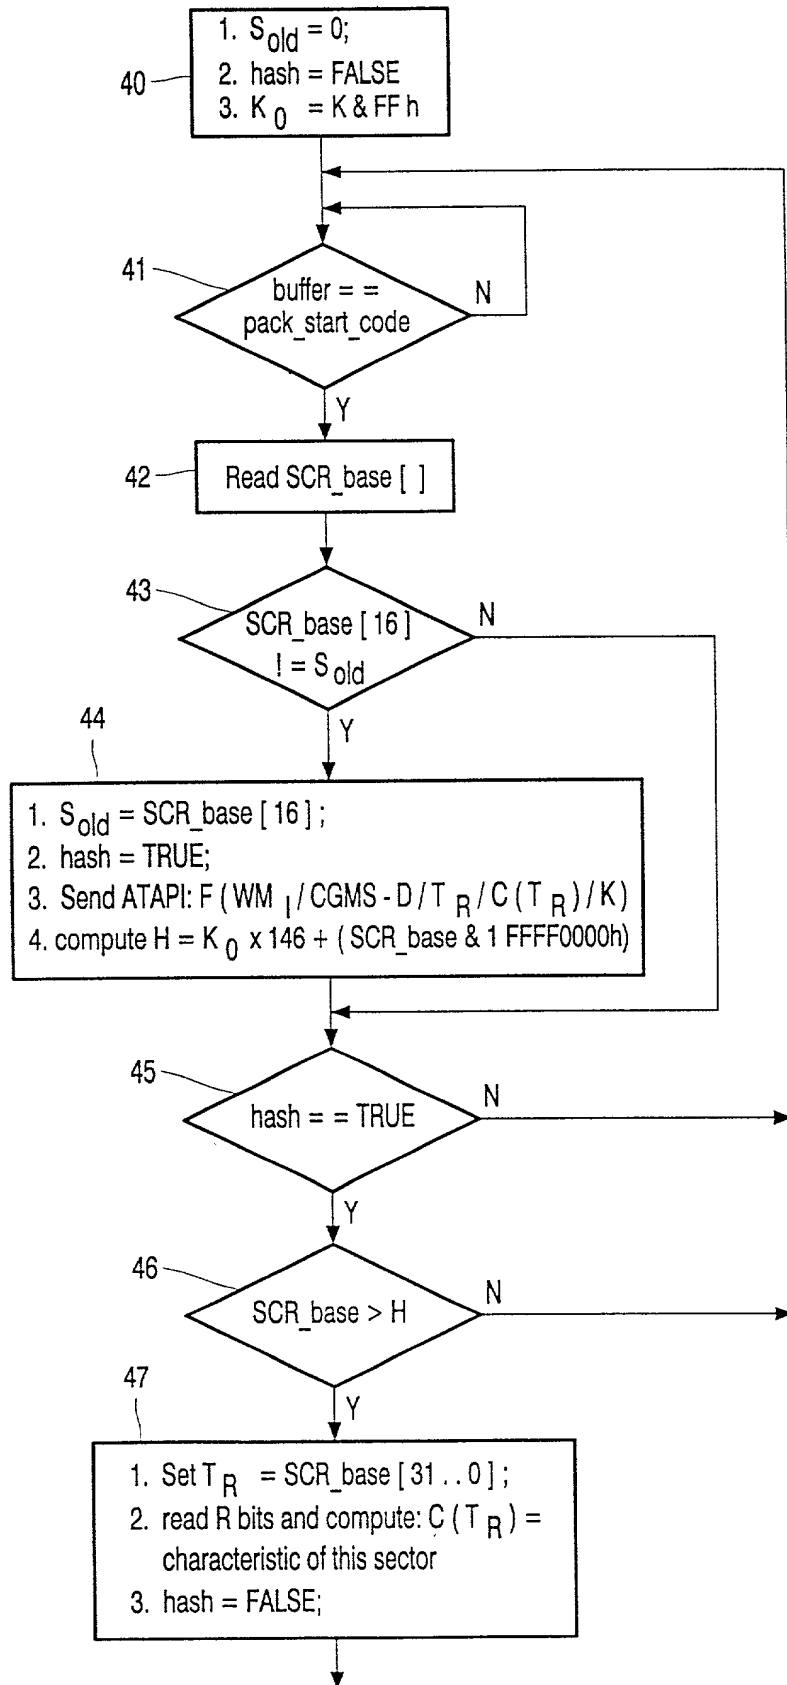 40
1. S_old = 0;
2. hash = FALSE
3. K_0 = K & FF h
41
buffer = =
pack_start_code
N
Y
42
Read SCR_base [ ]
43
SCR_base [ 16 ]
! = S_old
N
Y
44
1. S_old = SCR_base [ 16 ] ;
2. hash = TRUE;
3. Send ATAPI: F ( WM_I / CGMS - D / T_R / C ( T_R ) / K )
4. compute H = K_0 x 146 + ( SCR_base & 1 FFFF0000h )
45
hash = = TRUE
N
Y
46
SCR_base > H
N
Y
47
1. Set T_R = SCR_base [ 31 . . 0 ] ;
2. read R bits and compute: C ( T_R ) =
characteristic of this sector
3. hash = FALSE;